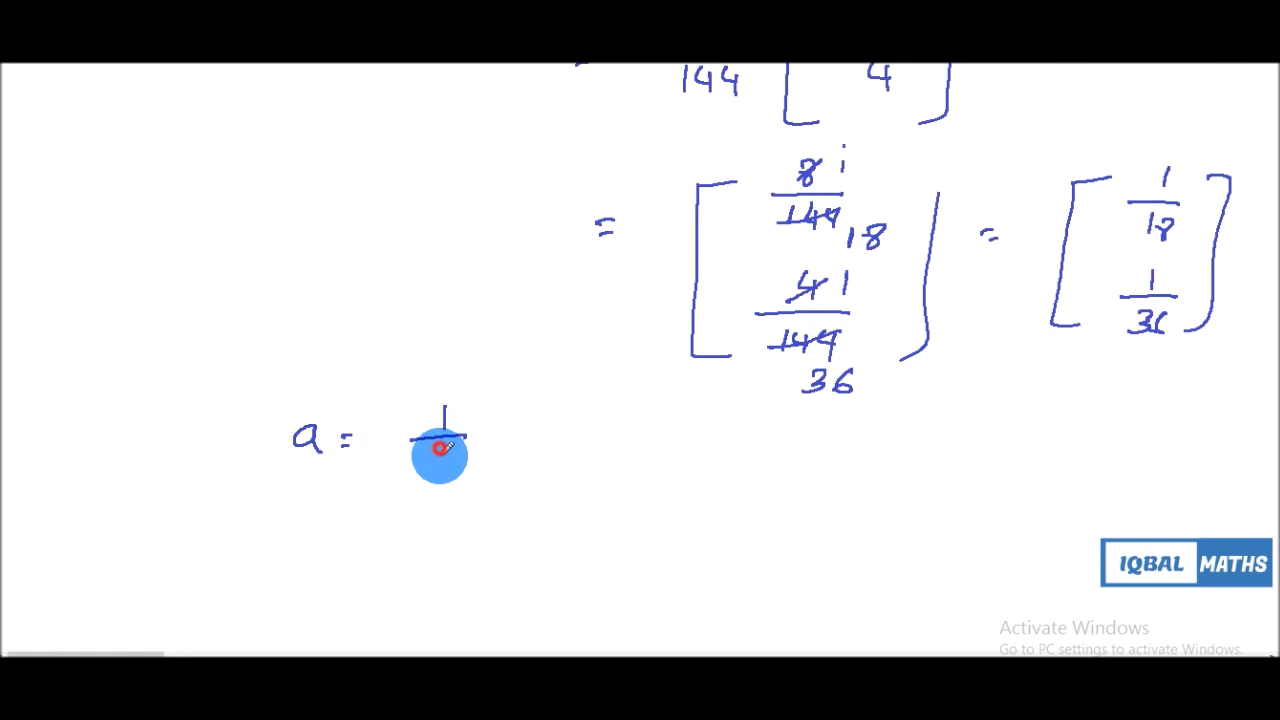 = 144 [ 4 ]
= [ 8/144 1 18 4/144 1 36 ] = [ 1/18 1/36 ]
a = 1
IQBAL MATHS
Activate Windows
Go to PC settings to activate Windows.